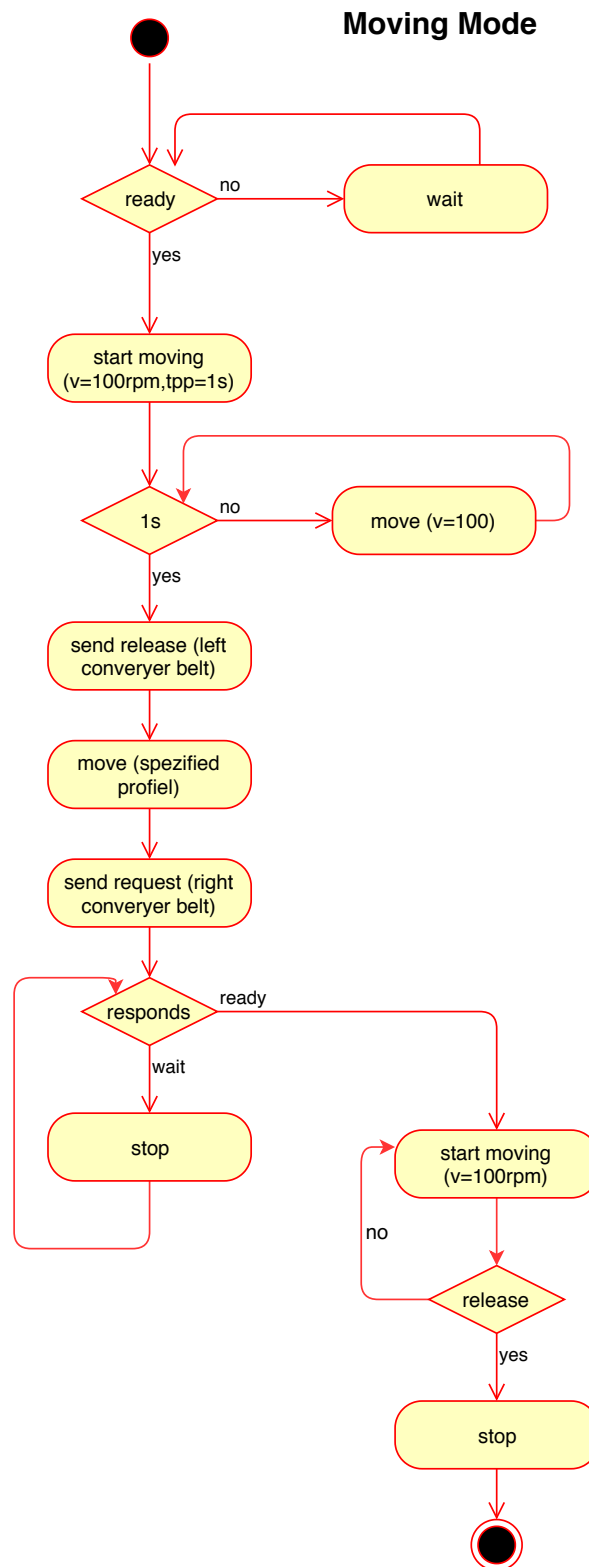 Moving Mode
ready
no
wait
yes
start moving
(v=100rpm,tpp=1s)
1s
no
move (v=100)
yes
send release (left
converyer belt)
move (spezified
profiel)
send request (right
converyer belt)
responds
ready
wait
stop
start moving
(v=100rpm)
no
release
yes
stop